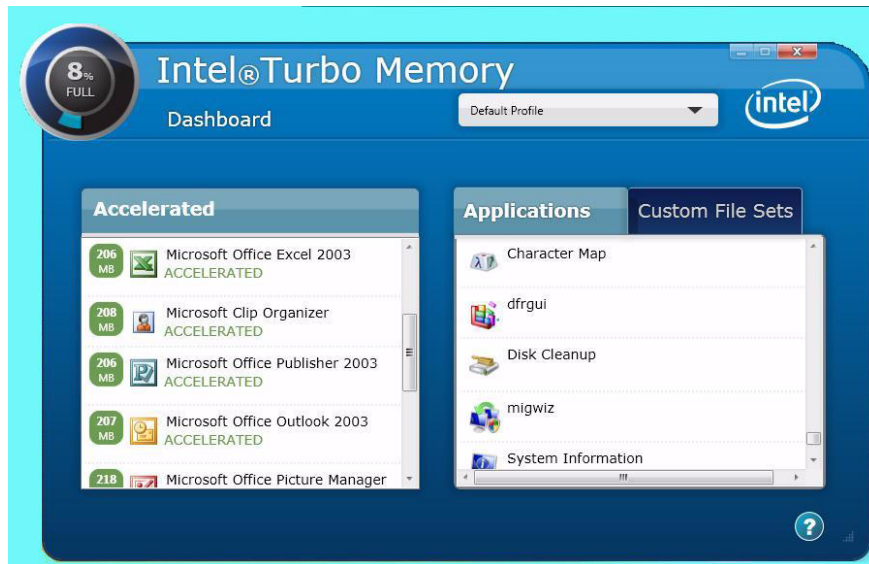 8%
FULL
Intel®Turbo Memory
Dashboard
Default Profile
intel
Accelerated
206
MB
Microsoft Office Excel 2003
ACCELERATED
208
MB
Microsoft Clip Organizer
ACCELERATED
206
MB
Microsoft Office Publisher 2003
ACCELERATED
207
MB
Microsoft Office Outlook 2003
ACCELERATED
218
Microsoft Office Picture Manager
Applications
Custom File Sets
Character Map
dfrgui
Disk Cleanup
migwiz
System Information
?